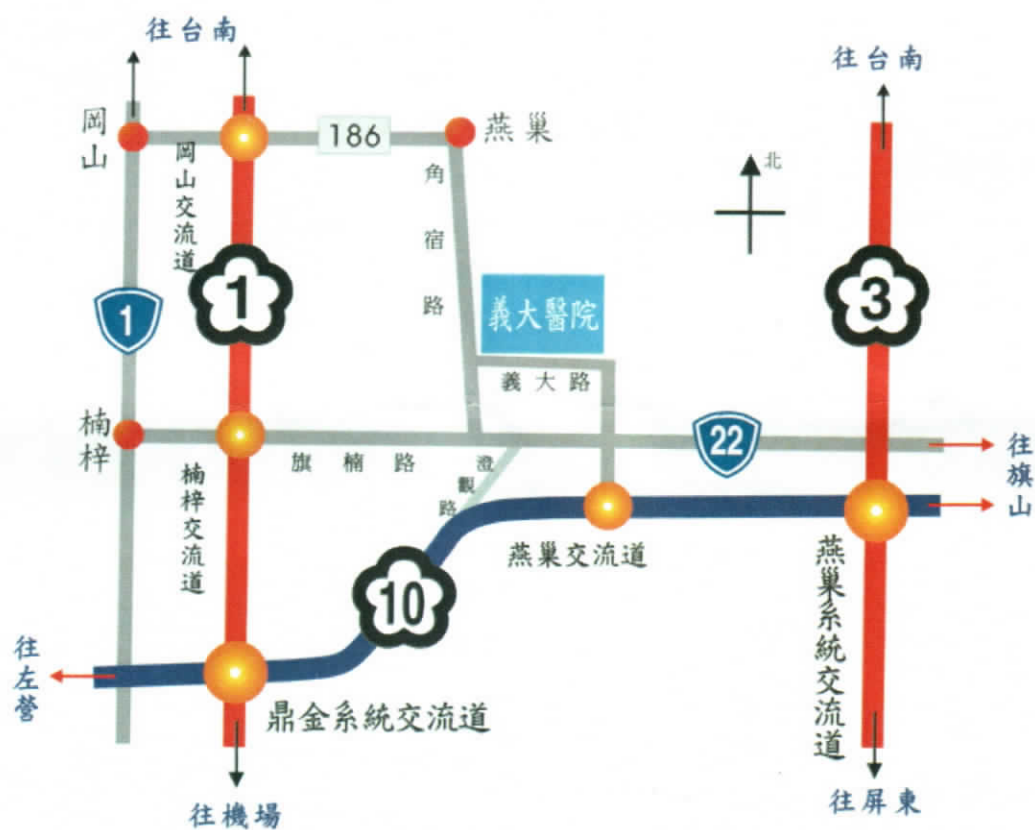 往台南
往台南
岡山
186
燕巢
北
岡山交流道
角宿路
1
1
義大醫院
3
義大路
楠梓
22
旗楠路
澄觀路
往旗山
楠梓交流道
燕巢交流道
10
燕巢系統交流道
往左營
鼎金系統交流道
往機場
往屏東